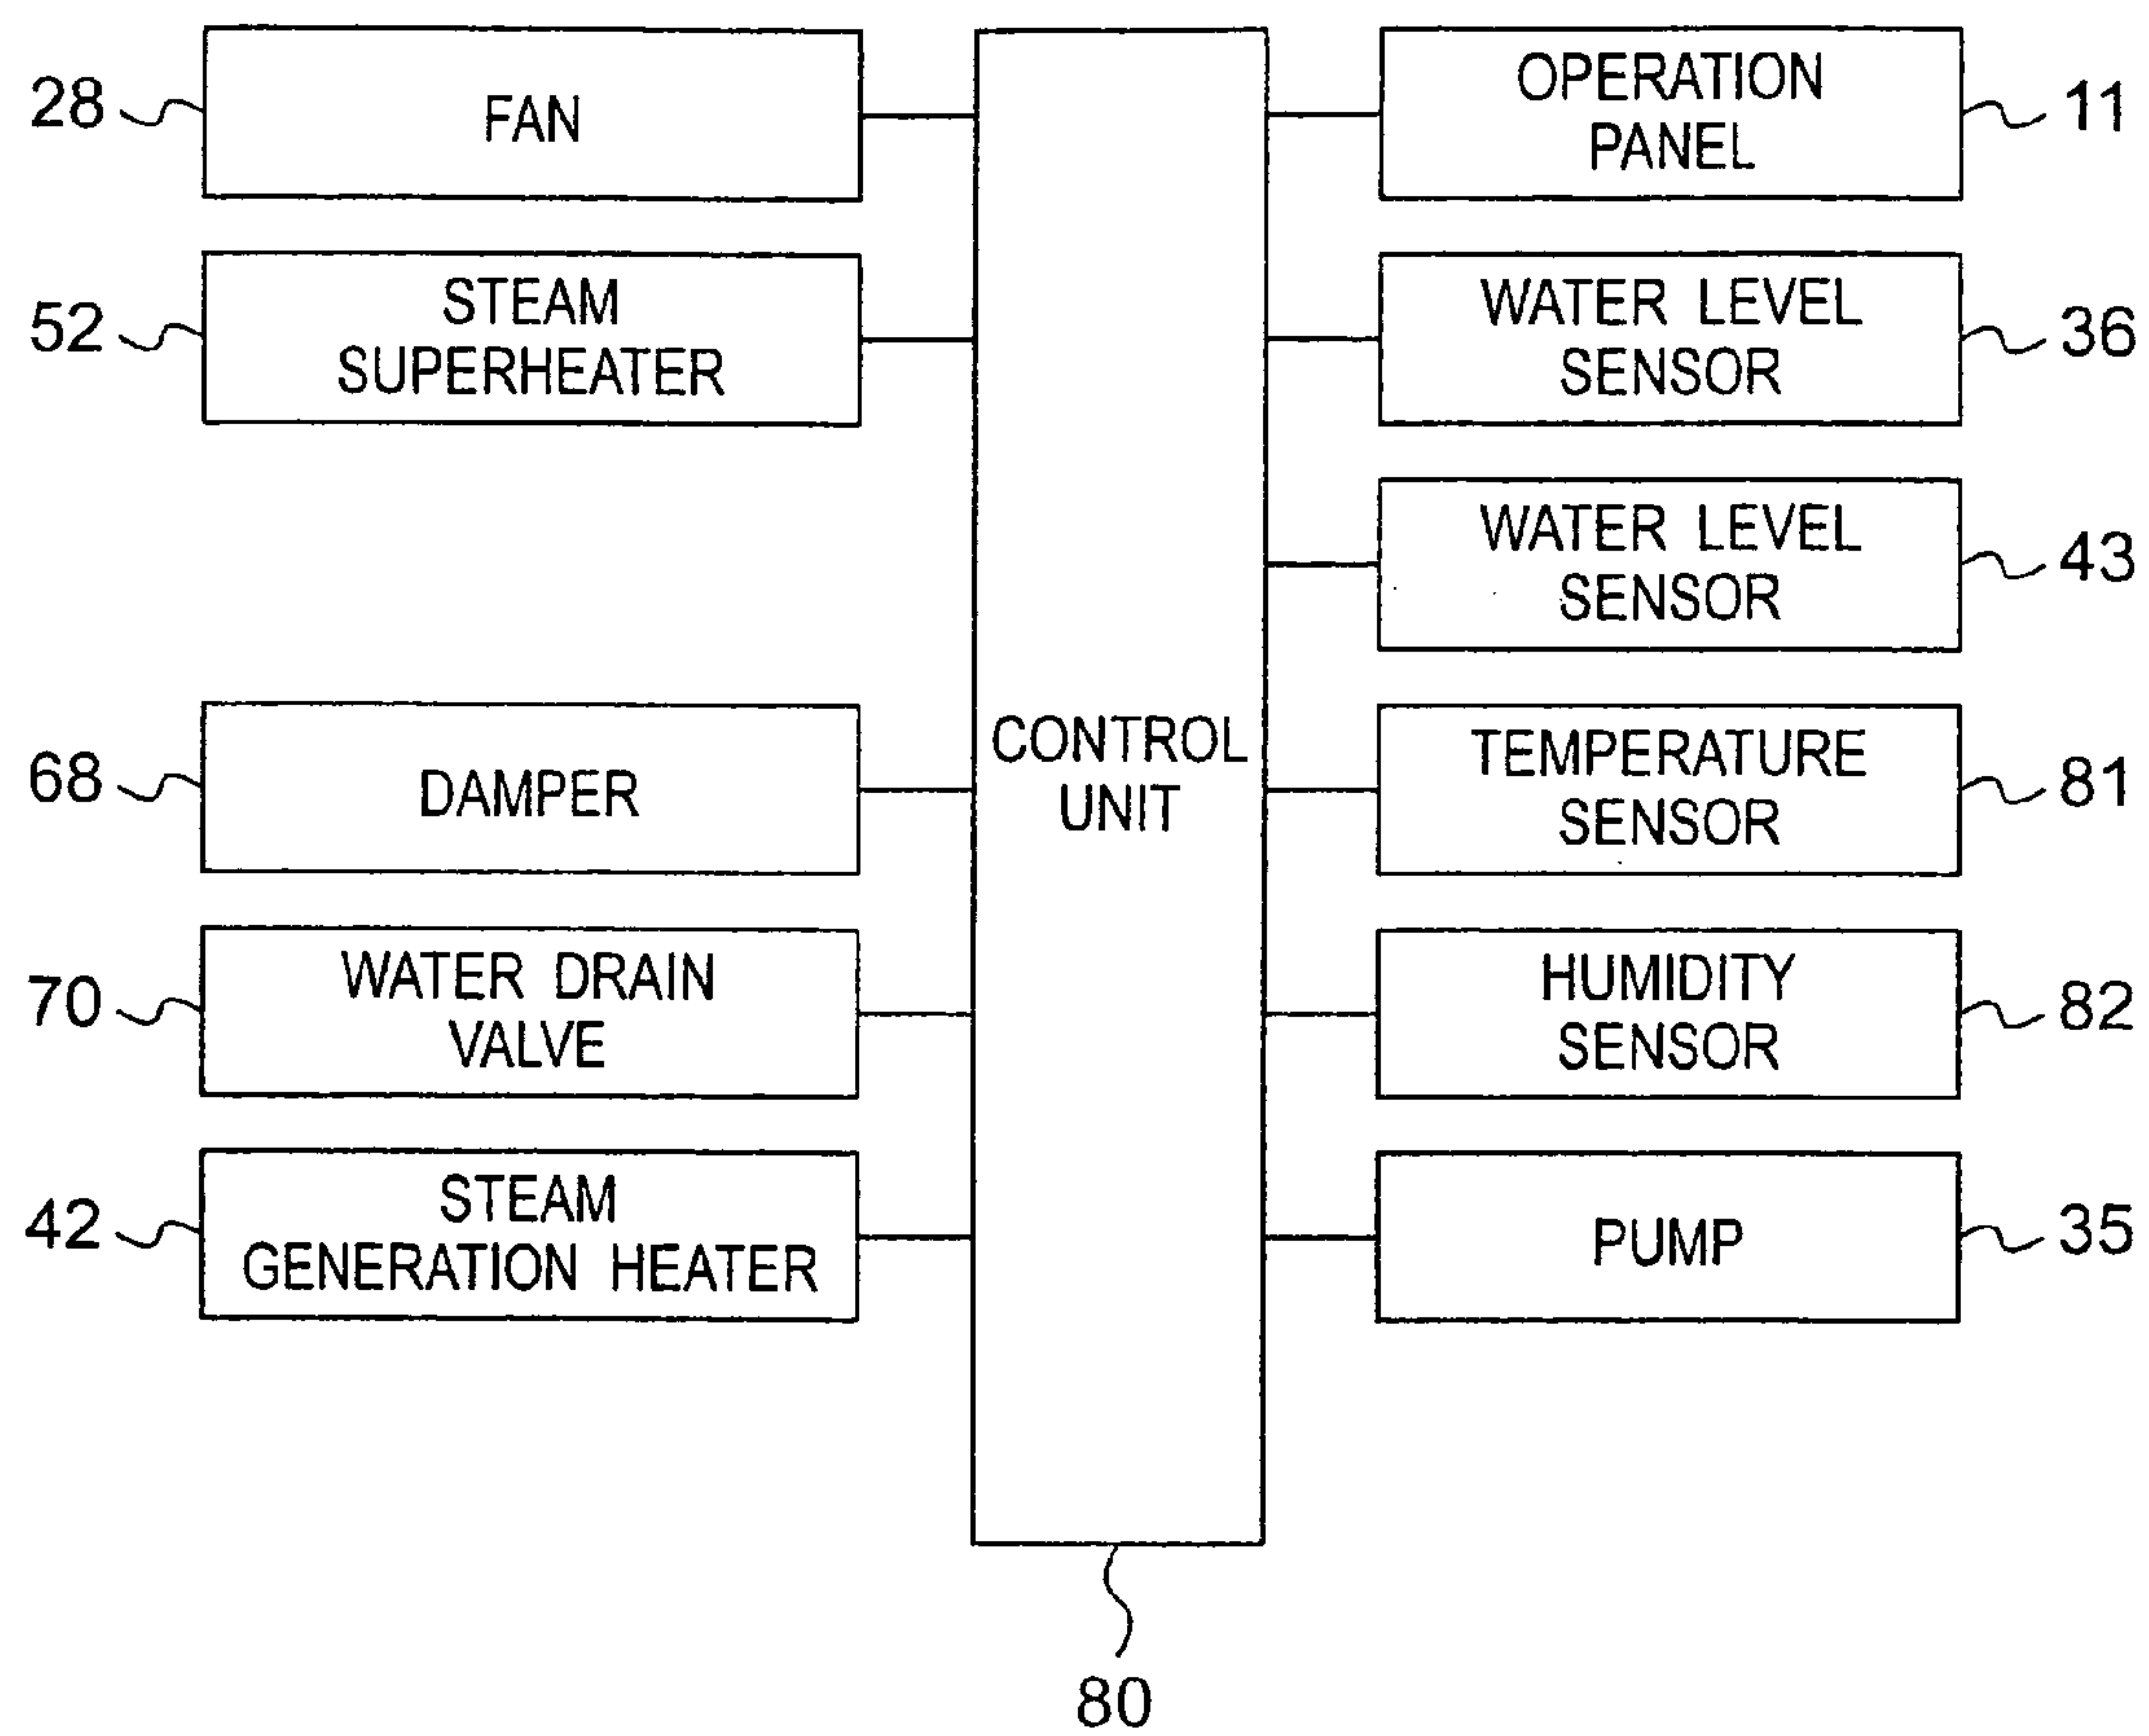 28
FAN
OPERATION
PANEL
11
52
STEAM
SUPERHEATER
WATER LEVEL
SENSOR
36
WATER LEVEL
SENSOR
43
CONTROL
UNIT
68
DAMPER
TEMPERATURE
SENSOR
81
70
WATER DRAIN
VALVE
HUMIDITY
SENSOR
82
42
STEAM
GENERATION HEATER
PUMP
35
80